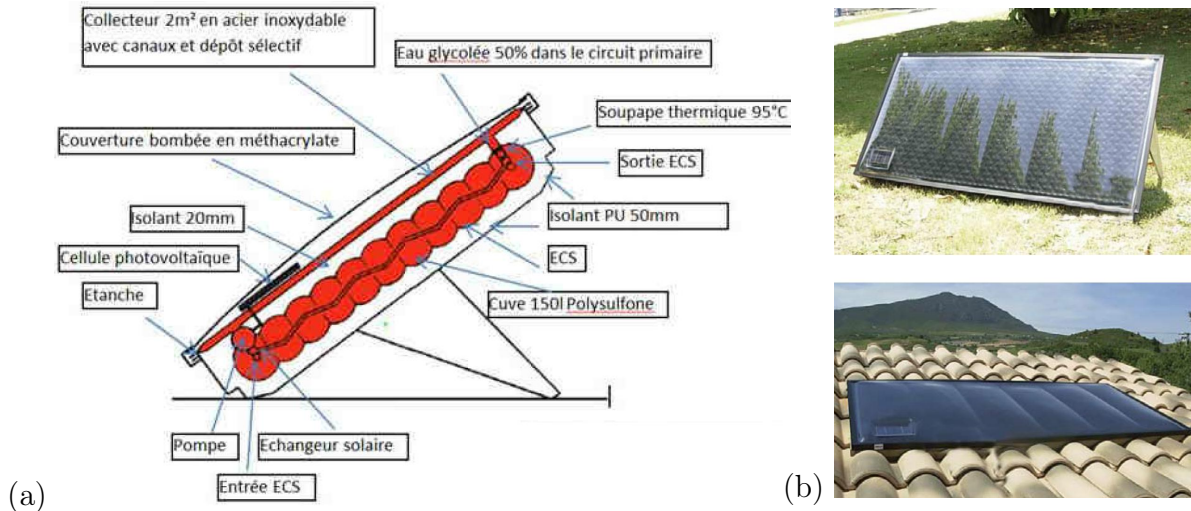 Collecteur 2m² en acier inoxydable
avec canaux et dépôt sélectif
Eau glycolée 50% dans le circuit primaire
Soupape thermique 95°C
Couverture bombée en méthacrylate
Sortie ECS
Isolant 20mm
Isolant PU 50mm
Cellule photovoltaïque
ECS
Etanche
Cuve 150l Polysulfone
Pompe
Echangeur solaire
Entrée ECS
(a)
(b)